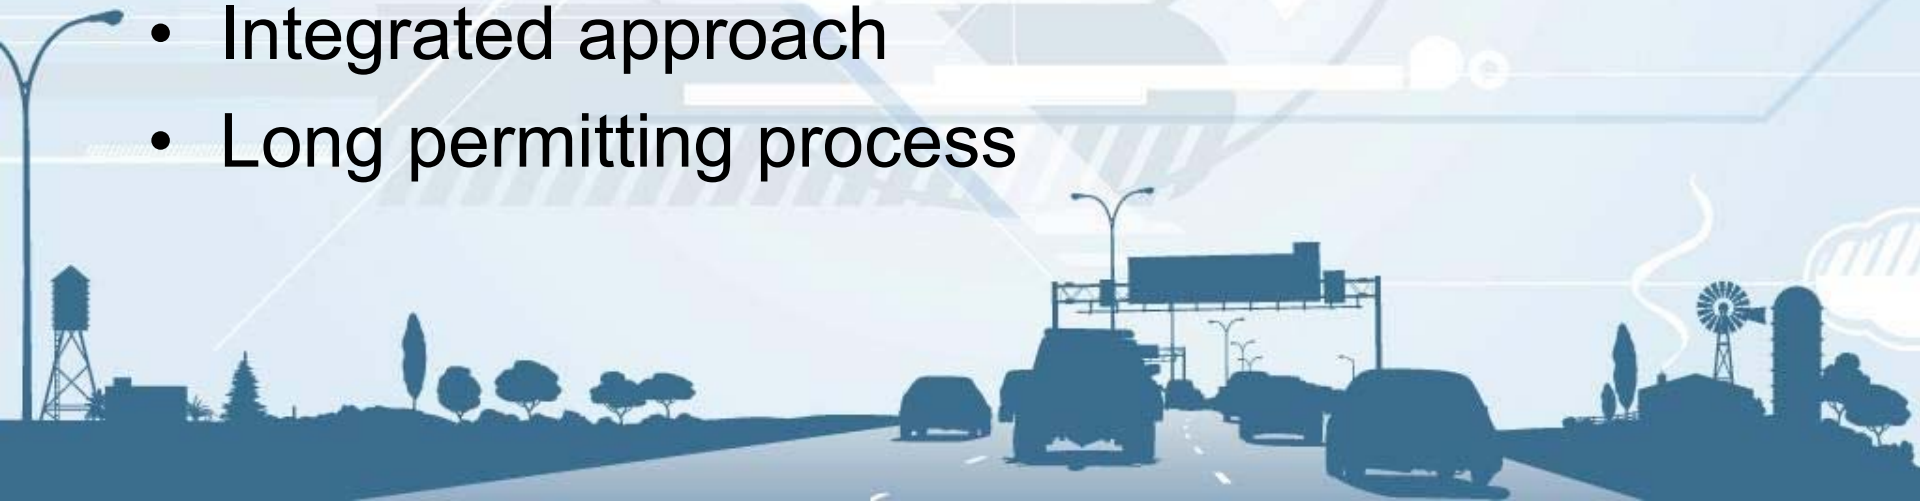 • Integrated approach
• Long permitting process